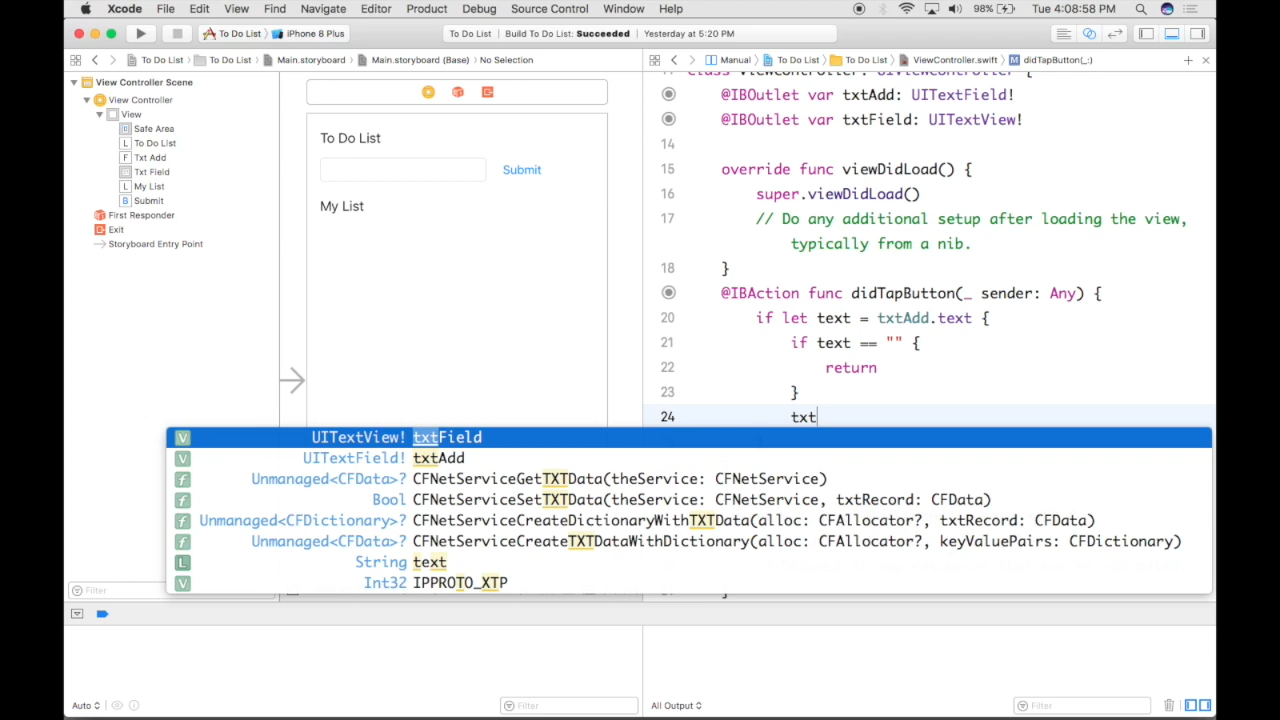 Xcode File Edit View Find Navigate Editor Product Debug Source Control Window Help 98% Tue 4:08:58 PM
To Do List iPhone 8 Plus To Do List Build To Do List: Succeeded Yesterday at 5:20 PM
To Do List To Do List Main.storyboard Main.storyboard (Base) No Selection
Manual To Do List To Do List ViewController.swift M didTapButton(_:)
View Controller Scene
View Controller
View
Safe Area
L To Do List
F Txt Add
Txt Field
L My List
B Submit
First Responder
Exit
Storyboard Entry Point
To Do List
Submit
My List
class ViewController: UIViewController {
@IBOutlet var txtAdd: UITextField!
@IBOutlet var txtField: UITextView!
14
15 override func viewDidLoad() {
16 super.viewDidLoad()
17 // Do any additional setup after loading the view,
typically from a nib.
18 }
@IBAction func didTapButton(_ sender: Any) {
20 if let text = txtAdd.text {
21 if text == "" {
22 return
23 }
24 txt
V UITextView! txtField
V UITextField! txtAdd
f Unmanaged<CFData>? CFNetServiceGetTXTData(theService: CFNetService)
f Bool CFNetServiceSetTXTData(theService: CFNetService, txtRecord: CFData)
f Unmanaged<CFDictionary>? CFNetServiceCreateDictionaryWithTXTData(alloc: CFAllocator?, txtRecord: CFData)
f Unmanaged<CFData>? CFNetServiceCreateTXTDataWithDictionary(alloc: CFAllocator?, keyValuePairs: CFDictionary)
L String text
V Int32 IPPROTO_XTP
Filter
Auto Filter All Output Filter